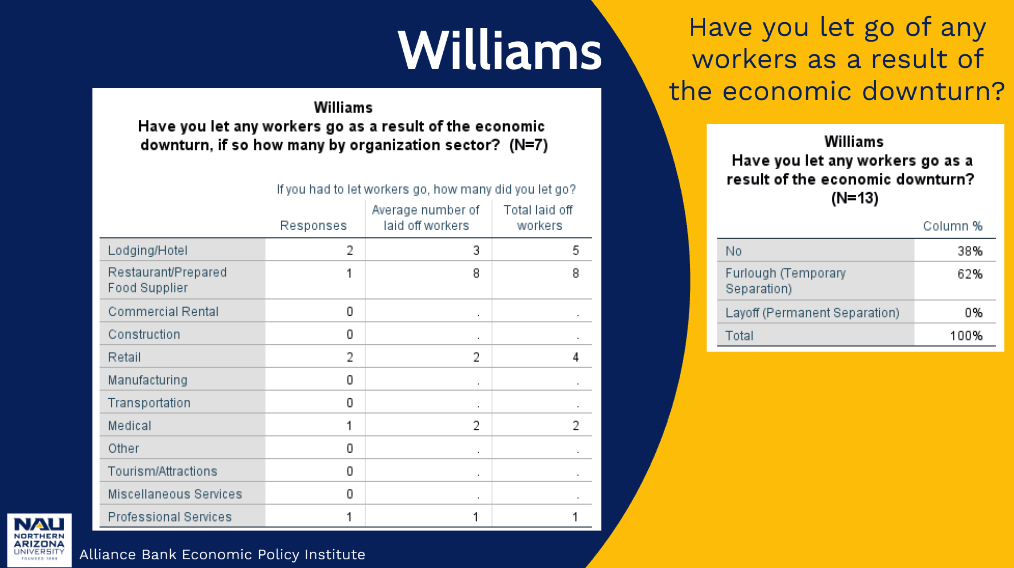 Williams
Have you let go of any
workers as a result of
the economic downturn?
Williams
Have you let any workers go as a result of the economic
downturn, if so how many by organization sector? (N=7)
If you had to let workers go, how many did you let go?
Responses
Average number of
laid off workers
Total laid off
workers
Lodging/Hotel 2 3 5
Restaurant/Prepared
Food Supplier 1 8 8
Commercial Rental 0 . .
Construction 0 . .
Retail 2 2 4
Manufacturing 0 . .
Transportation 0 . .
Medical 1 2 2
Other 0 . .
Tourism/Attractions 0 . .
Miscellaneous Services 0 . .
Professional Services 1 1 1
Williams
Have you let any workers go as a
result of the economic downturn?
(N=13)
Column %
No 38%
Furlough (Temporary
Separation) 62%
Layoff (Permanent Separation) 0%
Total 100%
NAU
NORTHERN
ARIZONA
UNIVERSITY
Alliance Bank Economic Policy Institute